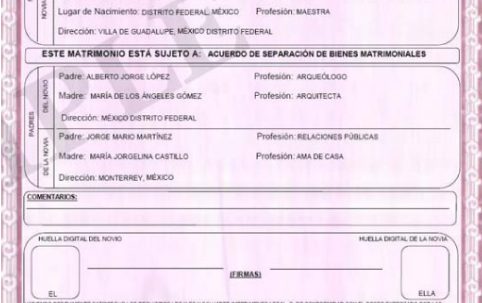 NOVIA
Lugar de Nacimiento: DISTRITO FEDERAL, MÉXICO Profesión: MAESTRA
Dirección: VILLA DE GUADALUPE, MÉXICO DISTRITO FEDERAL
ESTE MATRIMONIO ESTÁ SUJETO A: ACUERDO DE SEPARACIÓN DE BIENES MATRIMONIALES
PADRES
DEL NOVIO
Padre: ALBERTO JORGE LÓPEZ Profesión: ARQUEÓLOGO
Madre: MARÍA DE LOS ÁNGELES GÓMEZ Profesión: ARQUITECTA
Dirección: MÉXICO DISTRITO FEDERAL
DE LA NOVIA
Padre: JORGE MARIO MARTÍNEZ Profesión: RELACIONES PÚBLICAS
Madre: MARÍA JORGELINA CASTILLO Profesión: AMA DE CASA
Dirección: MONTERREY, MÉXICO
COMENTARIOS:
HUELLA DIGITAL DEL NOVIO HUELLA DIGITAL DE LA NOVIA
(FIRMAS)
EL ELLA